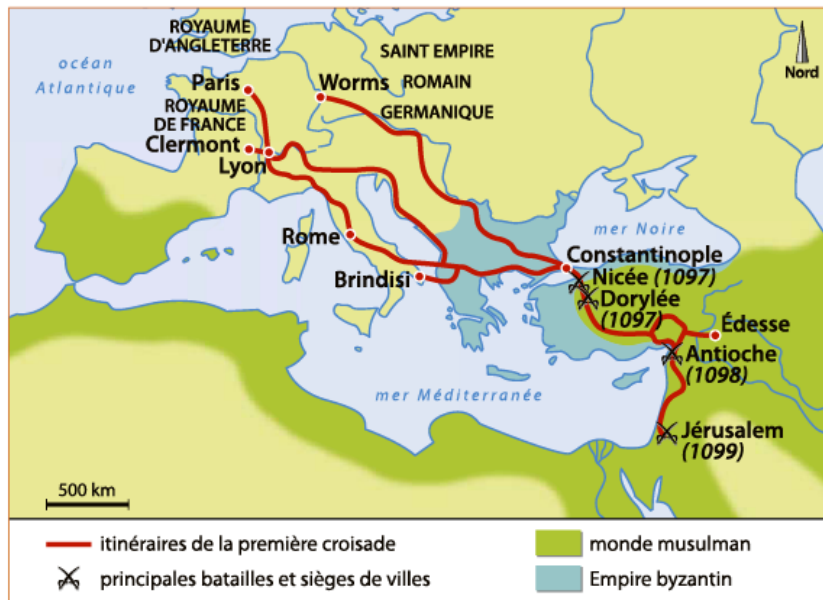 ROYAUME
D'ANGLETERRE
océan
Atlantique
SAINT EMPIRE
ROMAIN
GERMANIQUE
Nord
Paris
Worms
ROYAUME
DE FRANCE
Clermont
Lyon
mer Noire
Rome
Constantinople
Brindisi
Nicée (1097)
Dorylée
(1097)
Édesse
Antioche
(1098)
mer Méditerranée
Jérusalem
(1099)
500 km
itinéraires de la première croisade
monde musulman
principales batailles et sièges de villes
Empire byzantin